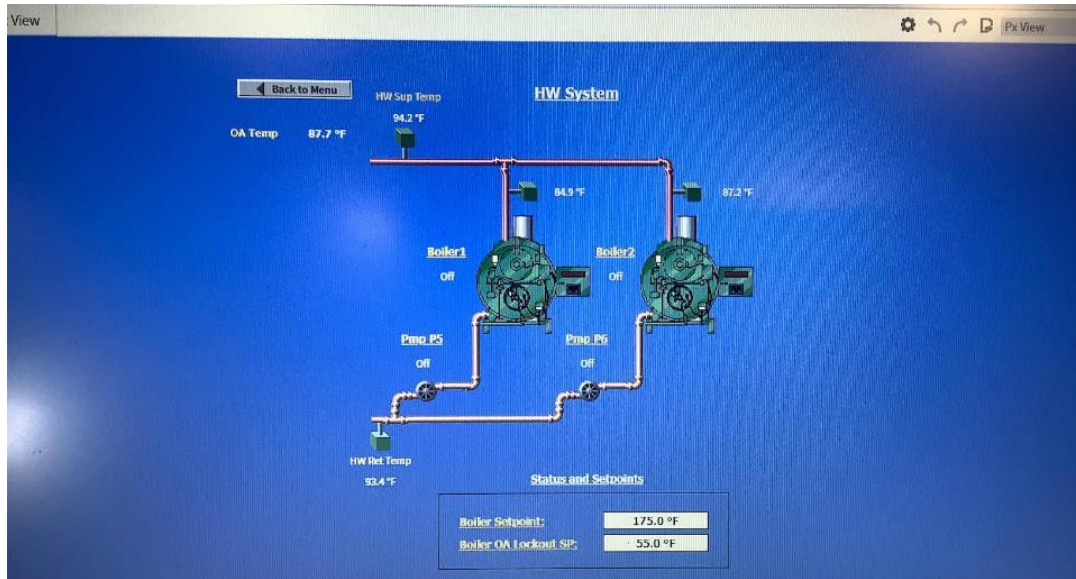 View
Px View
Back to Menu
HW System
HW Sup Temp
94.2 °F
OA Temp 87.7 °F
84.9 °F
87.2 °F
Boiler1
Off
Boiler2
Off
Pmp P5
Off
Pmp P6
Off
HW Ret Temp
93.4 °F
Status and Setpoints
Boiler Setpoint: 175.0 °F
Boiler OA Lockout SP: 55.0 °F